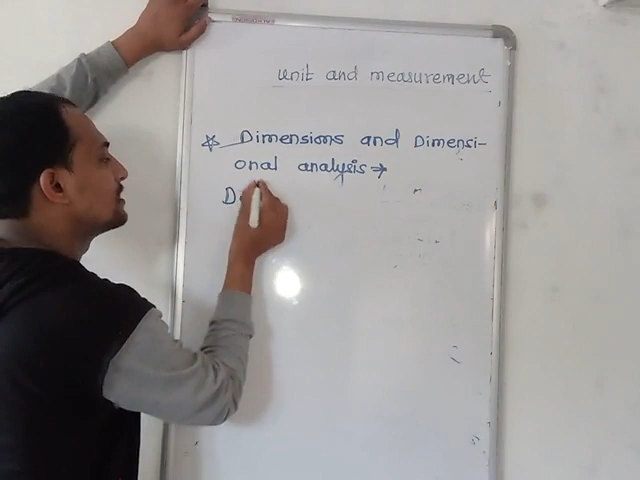 unit and measurement
☆ Dimensions and Dimensi-
onal analysis →
D